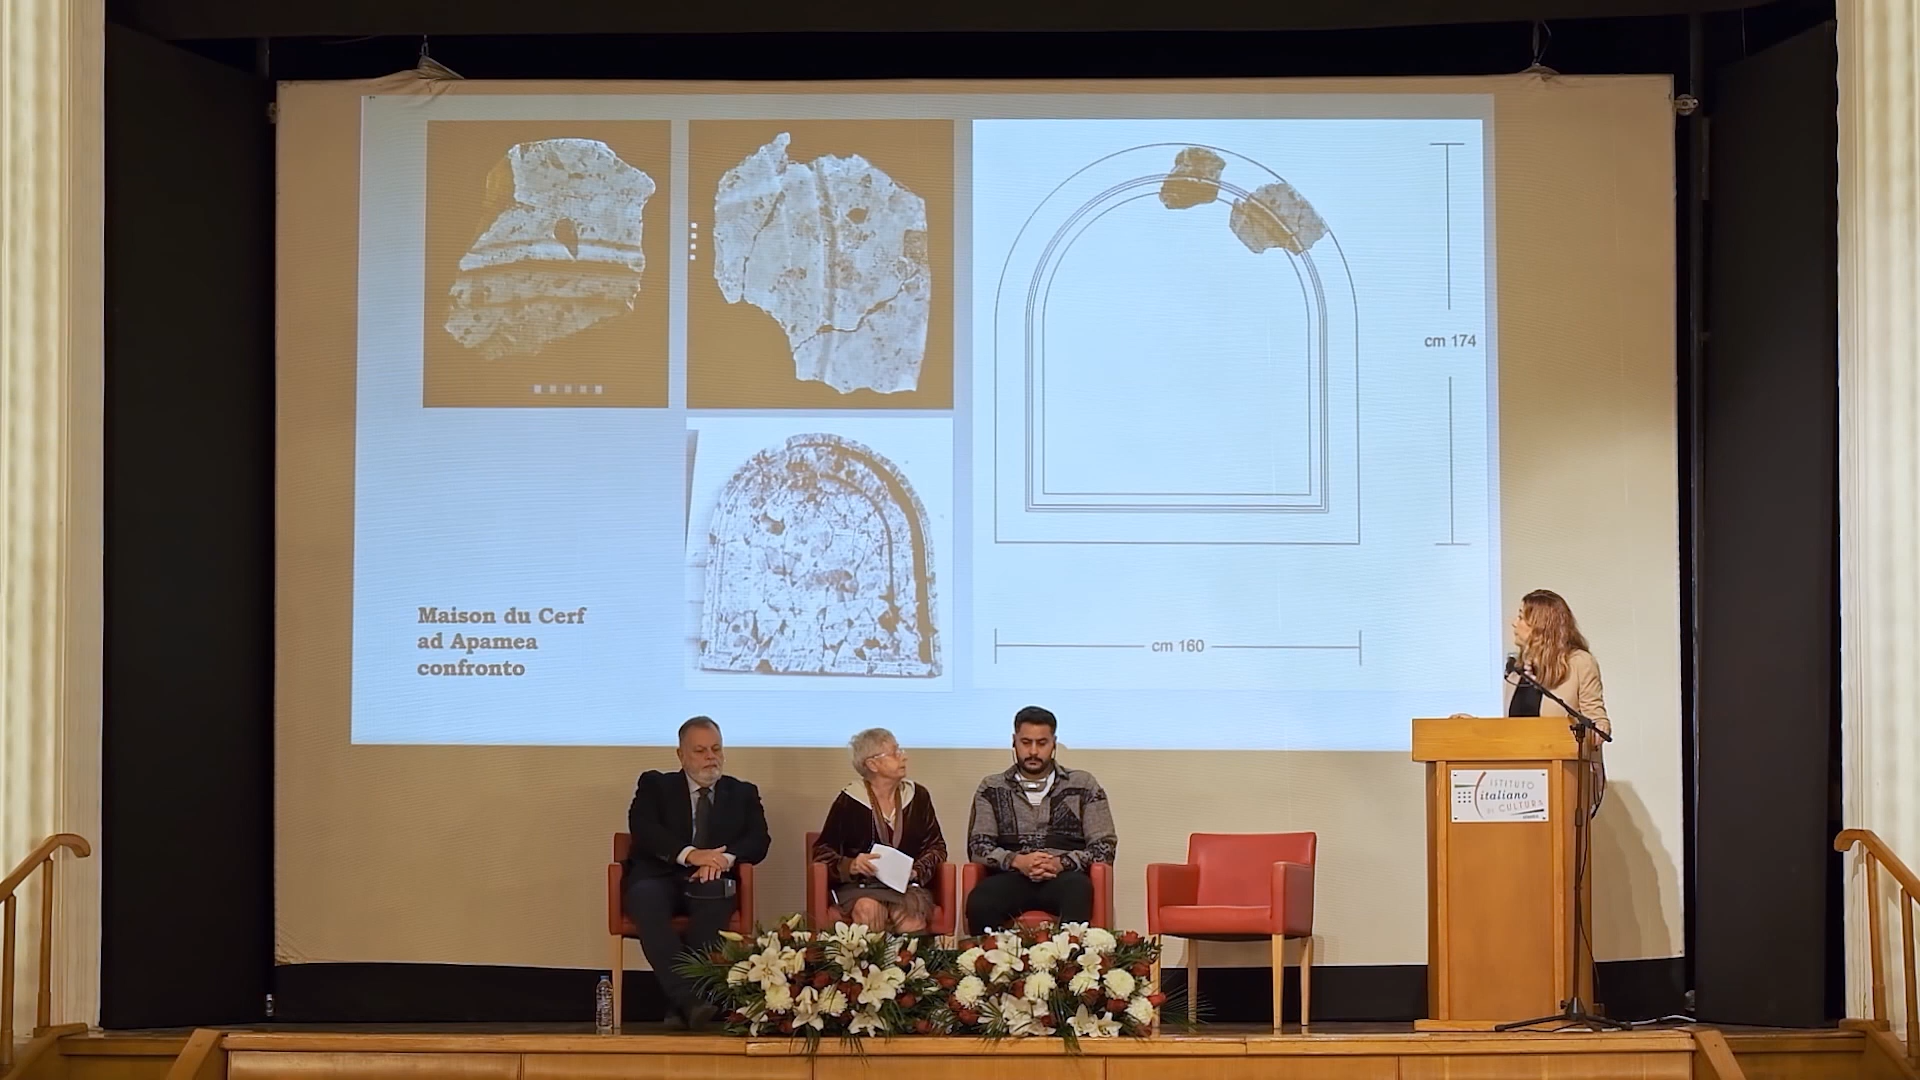 cm 174
Maison du Cerf
ad Apamea
confronto
cm 160
ISTITUTO
italiano
DI CULTURA